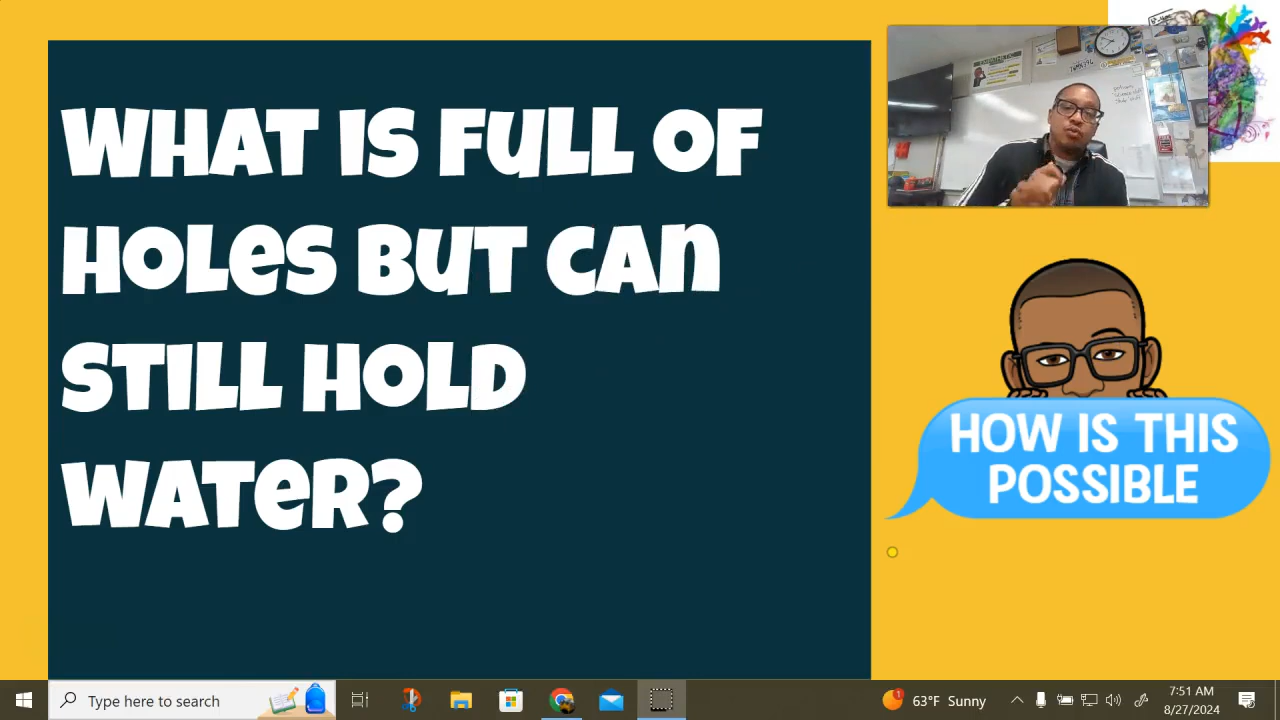 WHAT IS FULL OF
HOLES BUT CAN
STILL HOLD
WATER?
HOW IS THIS
POSSIBLE
Type here to search
1
63°F Sunny
7:51 AM
8/27/2024